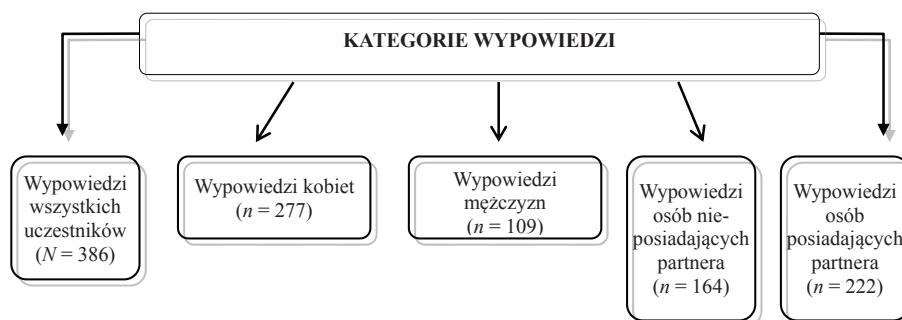 KATEGORIE WYPOWIEDZI
Wypowiedzi
wszystkich
uczestników
(N = 386)
Wypowiedzi kobiet
(n = 277)
Wypowiedzi
mężczyzn
(n = 109)
Wypowiedzi
osób nie-
posiadających
partnera
(n = 164)
Wypowiedzi
osób
posiadających
partnera
(n = 222)